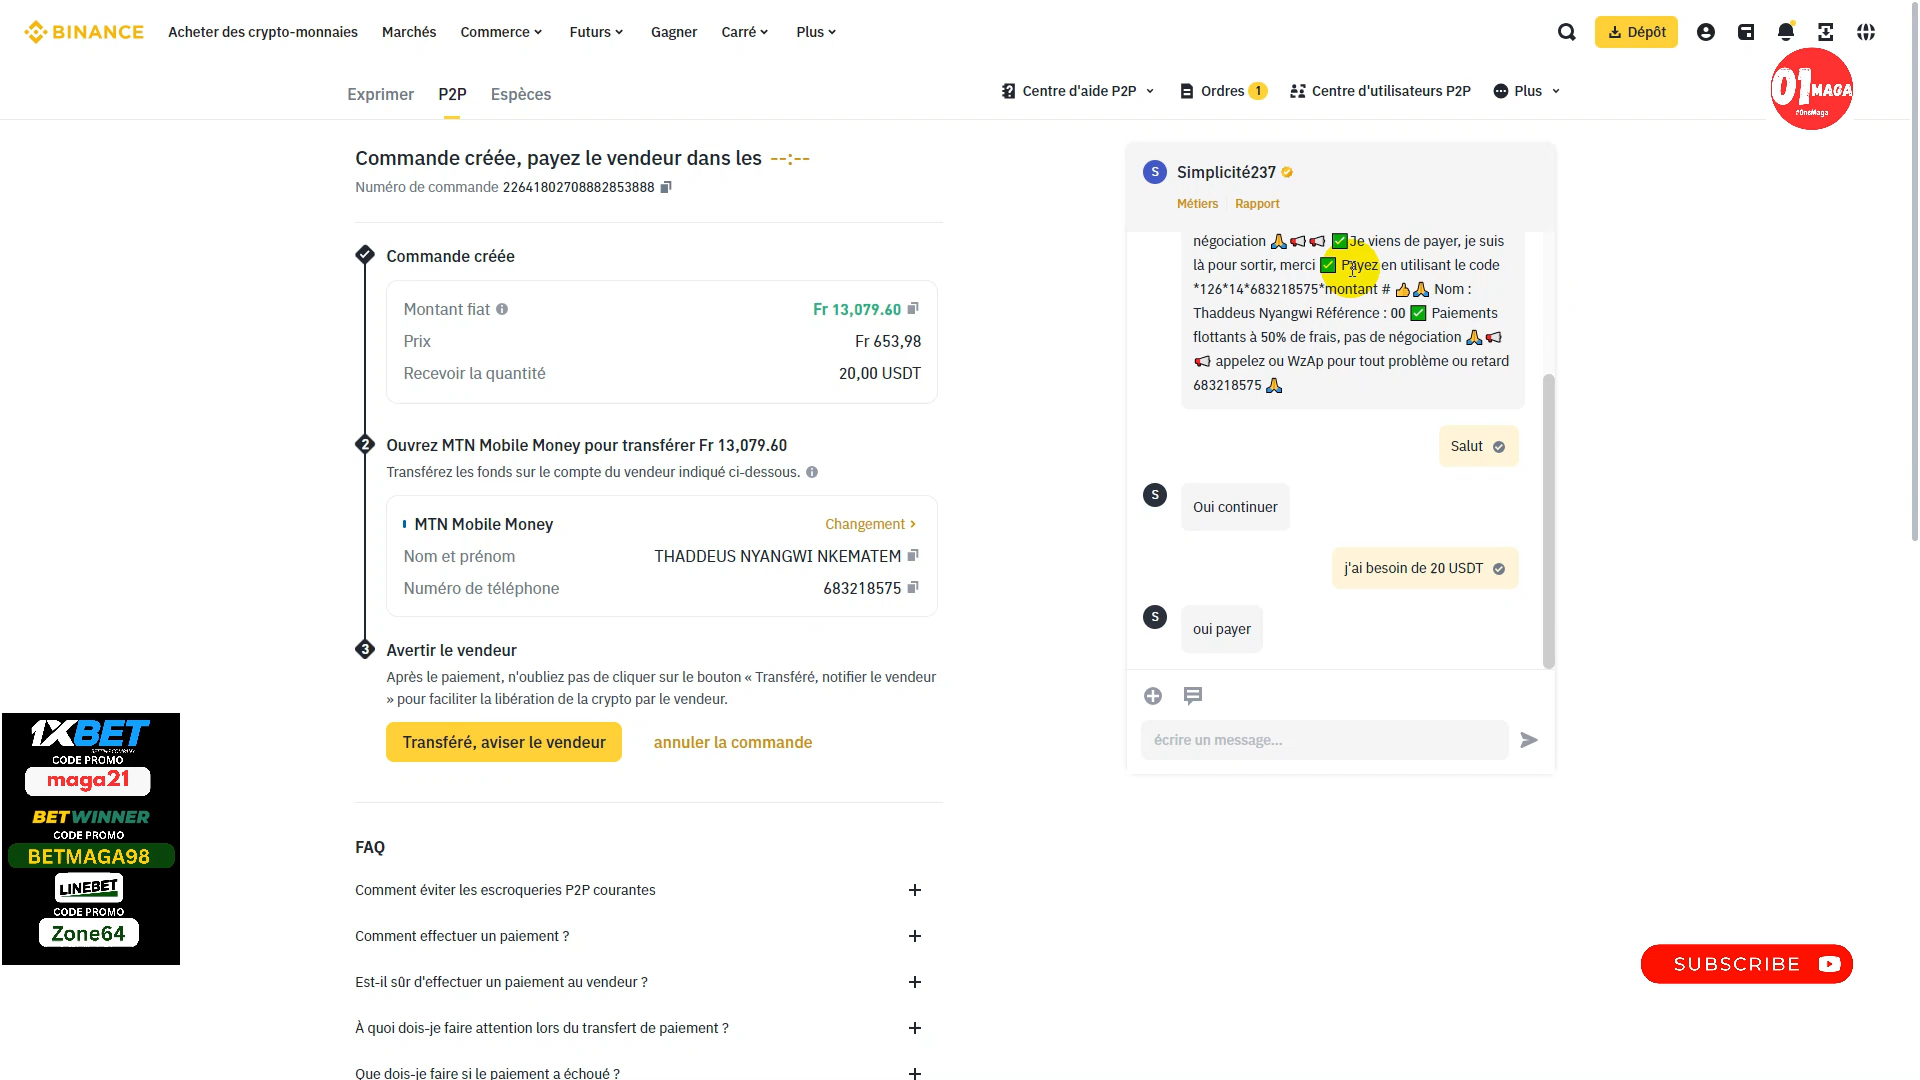 BINANCE
Acheter des crypto-monnaies
Marchés
Commerce
Futurs
Gagner
Carré
Plus
Dépôt
Exprimer
P2P
Espèces
Centre d'aide P2P
Ordres 1
Centre d'utilisateurs P2P
Plus
01 MAGA
#OneMaga
Commande créée, payez le vendeur dans les --:--
Numéro de commande 22641802708882853888
Commande créée
Montant fiat
Fr 13,079.60
Prix
Fr 653,98
Recevoir la quantité
20,00 USDT
2
Ouvrez MTN Mobile Money pour transférer Fr 13,079.60
Transférez les fonds sur le compte du vendeur indiqué ci-dessous.
MTN Mobile Money
Changement
Nom et prénom
THADDEUS NYANGWI NKEMATEM
Numéro de téléphone
683218575
3
Avertir le vendeur
Après le paiement, n'oubliez pas de cliquer sur le bouton « Transféré, notifier le vendeur
» pour faciliter la libération de la crypto par le vendeur.
Transféré, aviser le vendeur
annuler la commande
FAQ
Comment éviter les escroqueries P2P courantes
Comment effectuer un paiement ?
Est-il sûr d'effectuer un paiement au vendeur ?
À quoi dois-je faire attention lors du transfert de paiement ?
Que dois-je faire si le paiement a échoué ?
S
Simplicité237
Métiers
Rapport
négociation 🙏📢📢 ✅Je viens de payer, je suis
là pour sortir, merci ✅ Payez en utilisant le code
*126*14*683218575*montant # 👍🙏 Nom :
Thaddeus Nyangwi Référence : 00 ✅ Paiements
flottants à 50% de frais, pas de négociation 🙏📢
📢 appelez ou WzAp pour tout problème ou retard
683218575 🙏
Salut
S
Oui continuer
j'ai besoin de 20 USDT
S
oui payer
écrire un message...
1XBET
BETTING COMPANY
CODE PROMO
maga21
BETWINNER
CODE PROMO
BETMAGA98
LINEBET
CODE PROMO
Zone64
SUBSCRIBE